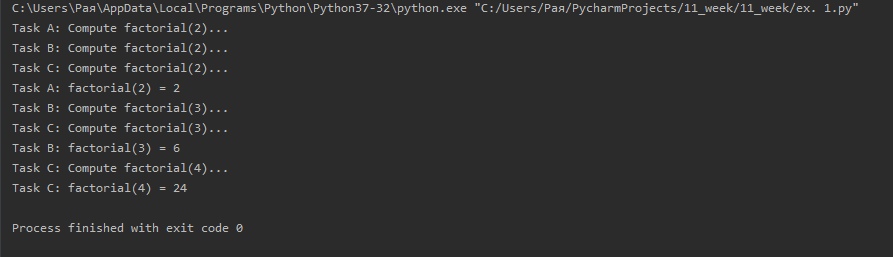 C:\Users\Рая\AppData\Local\Programs\Python\Python37-32\python.exe "C:/Users/Рая/PycharmProjects/11_week/11_week/ex. 1.py"
Task A: Compute factorial(2)...
Task B: Compute factorial(2)...
Task C: Compute factorial(2)...
Task A: factorial(2) = 2
Task B: Compute factorial(3)...
Task C: Compute factorial(3)...
Task B: factorial(3) = 6
Task C: Compute factorial(4)...
Task C: factorial(4) = 24
Process finished with exit code 0